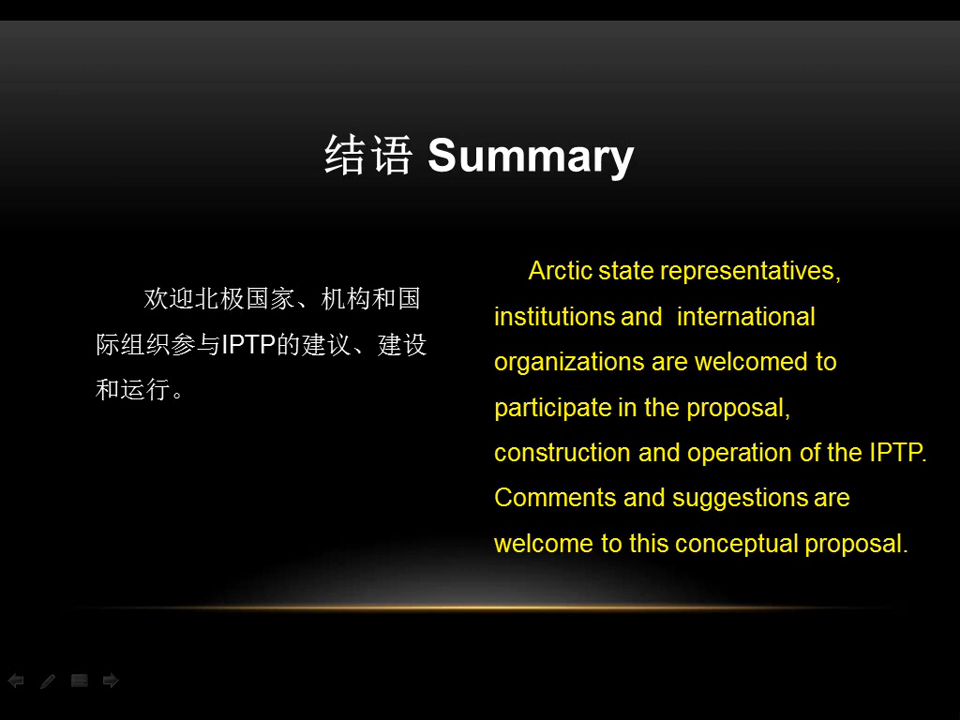 结语 Summary
欢迎北极国家、机构和国
际组织参与IPTP的建议、建设
和运行。
Arctic state representatives,
institutions and  international
organizations are welcomed to
participate in the proposal,
construction and operation of the IPTP.
Comments and suggestions are
welcome to this conceptual proposal.